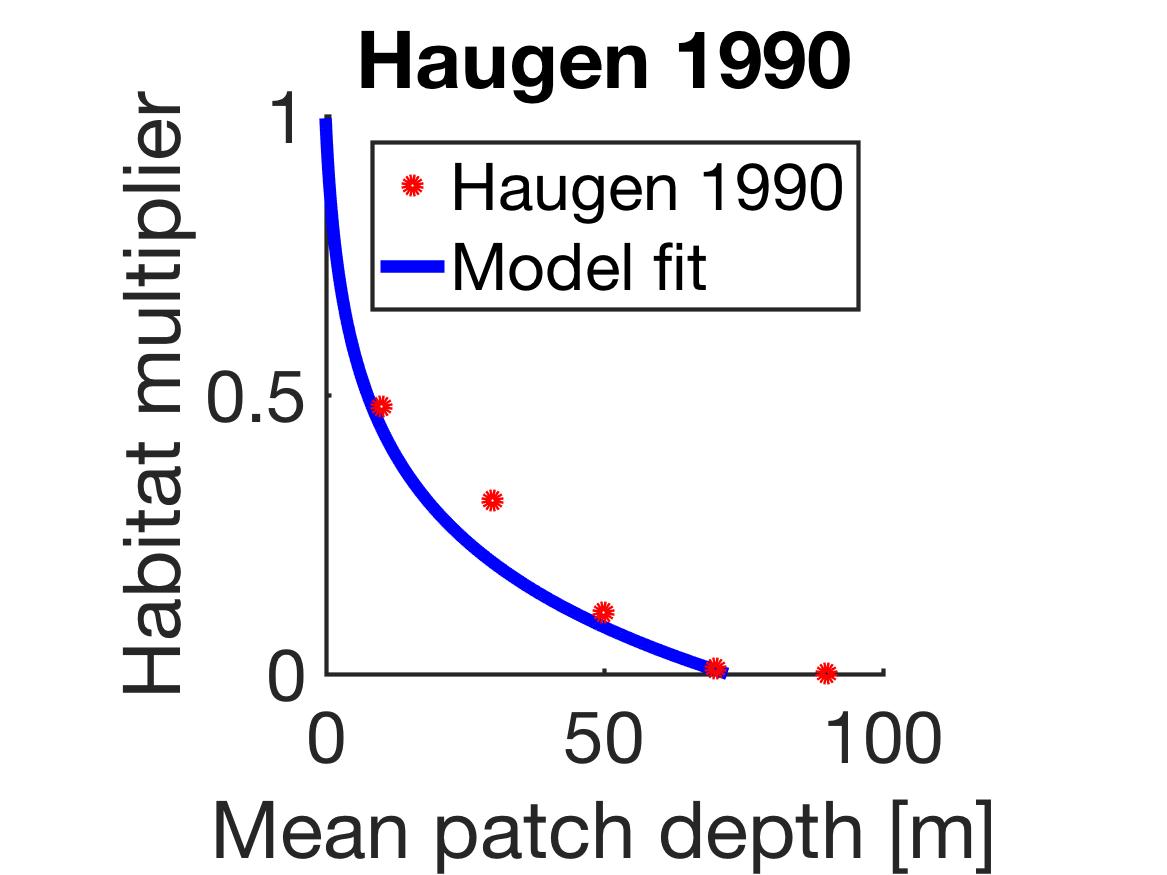 Haugen 1990
Habitat multiplier
1
0.5
0
Haugen 1990
Model fit
0 50 100
Mean patch depth [m]